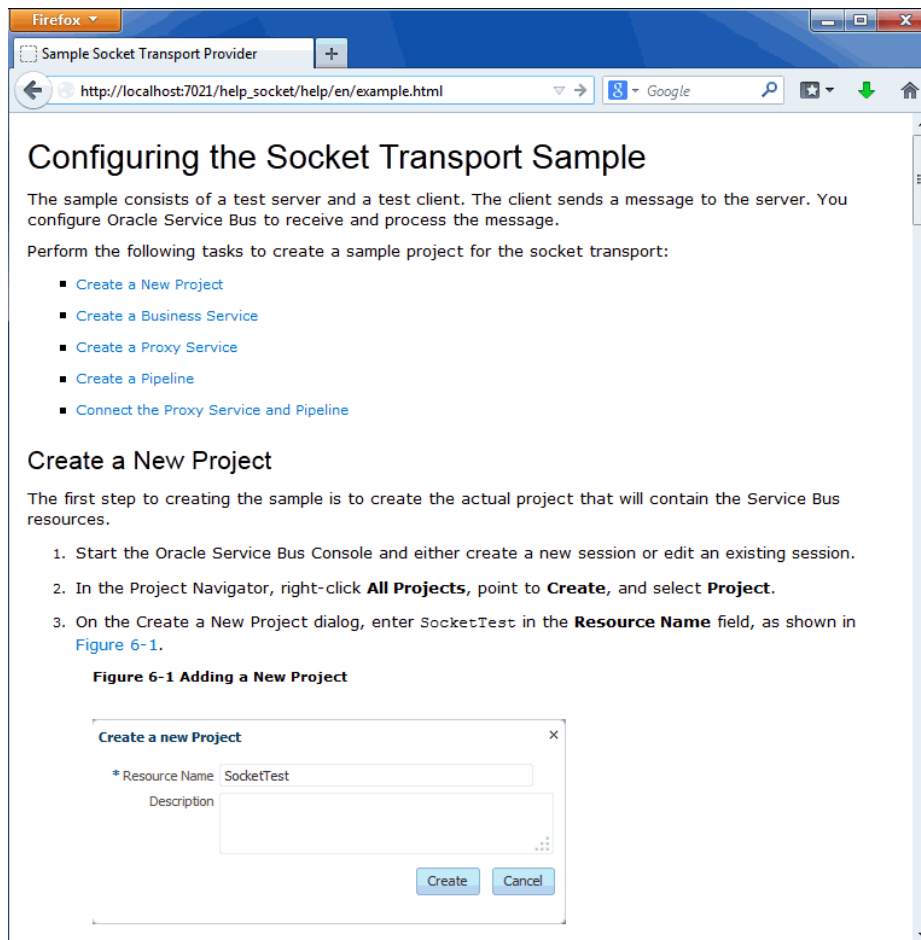 Firefox
Sample Socket Transport Provider
+
http://localhost:7021/help_socket/help/en/example.html
8
Google
Configuring the Socket Transport Sample
The sample consists of a test server and a test client. The client sends a message to the server. You
configure Oracle Service Bus to receive and process the message.
Perform the following tasks to create a sample project for the socket transport:
Create a New Project
Create a Business Service
Create a Proxy Service
Create a Pipeline
Connect the Proxy Service and Pipeline
Create a New Project
The first step to creating the sample is to create the actual project that will contain the Service Bus
resources.
1. Start the Oracle Service Bus Console and either create a new session or edit an existing session.
2. In the Project Navigator, right-click All Projects, point to Create, and select Project.
3. On the Create a New Project dialog, enter SocketTest in the Resource Name field, as shown in
Figure 6-1.
Figure 6-1 Adding a New Project
Create a new Project
* Resource Name SocketTest
Description
Create Cancel